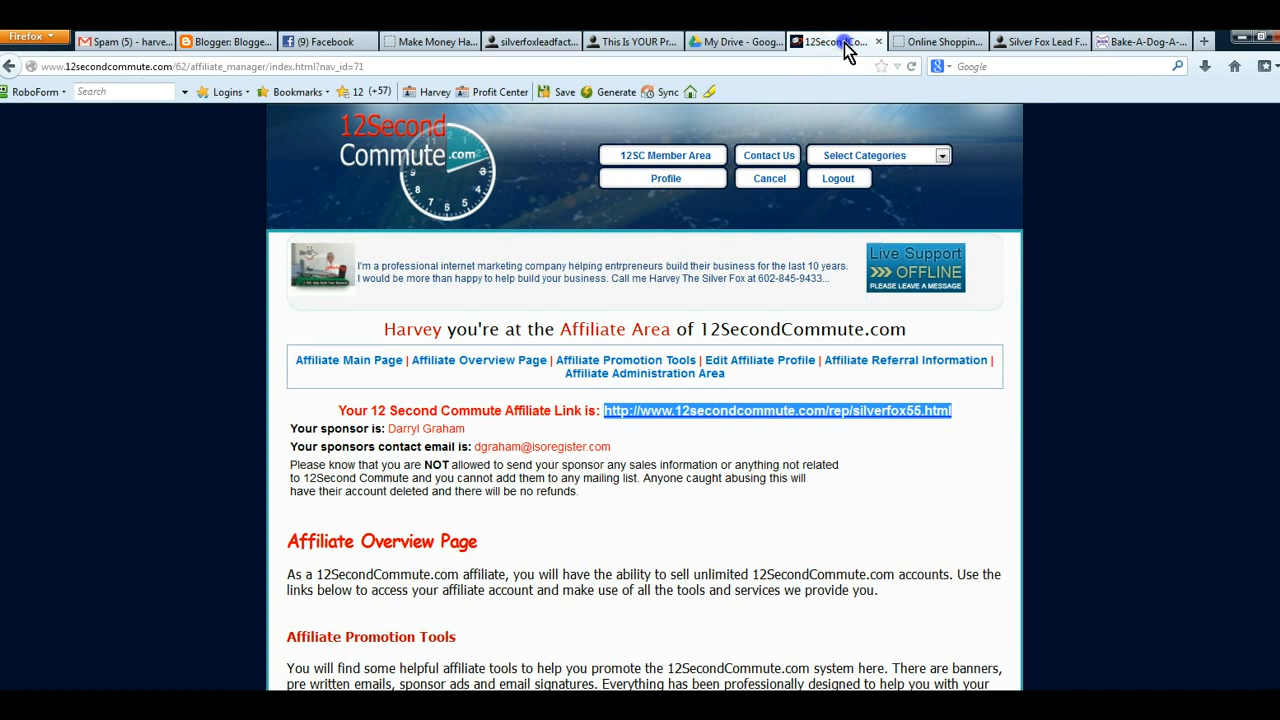 Firefox
Spam (5) - harve...
Blogger: Blogge...
(9) Facebook
Make Money Ha...
silverfoxleadfact...
This Is YOUR Pr...
My Drive - Goog...
12Second Co...
Online Shoppin...
Silver Fox Lead F...
Bake-A-Dog-A-...
www.12secondcommute.com/62/affiliate_manager/index.html?nav_id=71
Google
RoboForm
Search
Logins
Bookmarks
12 (+57)
Harvey
Profit Center
Save
Generate
Sync
12Second
Commute.com
12SC Member Area
Contact Us
Select Categories
Profile
Cancel
Logout
I'm a professional internet marketing company helping entrpreneurs build their business for the last 10 years.
I would be more than happy to help build your business. Call me Harvey The Silver Fox at 602-845-9433...
Live Support
>>> OFFLINE
PLEASE LEAVE A MESSAGE
Harvey you're at the Affiliate Area of 12SecondCommute.com
Affiliate Main Page | Affiliate Overview Page | Affiliate Promotion Tools | Edit Affiliate Profile | Affiliate Referral Information |
Affiliate Administration Area
Your 12 Second Commute Affiliate Link is: http://www.12secondcommute.com/rep/silverfox55.html
Your sponsor is: Darryl Graham
Your sponsors contact email is: dgraham@isoregister.com
Please know that you are NOT allowed to send your sponsor any sales information or anything not related
to 12Second Commute and you cannot add them to any mailing list. Anyone caught abusing this will
have their account deleted and there will be no refunds.
Affiliate Overview Page
As a 12SecondCommute.com affiliate, you will have the ability to sell unlimited 12SecondCommute.com accounts. Use the
links below to access your affiliate account and make use of all the tools and services we provide you.
Affiliate Promotion Tools
You will find some helpful affiliate tools to help you promote the 12SecondCommute.com system here. There are banners,
pre written emails, sponsor ads and email signatures. Everything has been professionally designed to help you with your